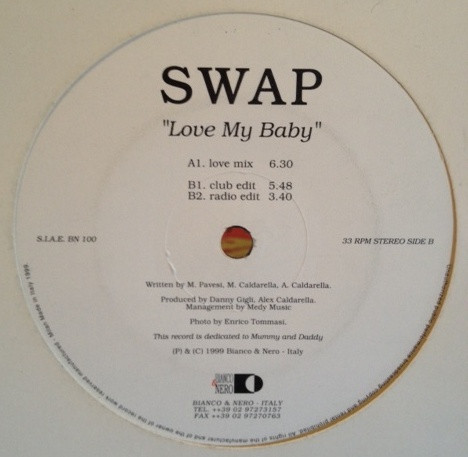 SWAP
"Love My Baby"
A1. love mix 6.30
B1. club edit 5.48
B2. radio edit 3.40
S.I.A.E. BN 100
33 RPM STEREO SIDE B
Written by M. Pavesi, M. Caldarella, A. Caldarella.
Produced by Danny Gigli, Alex Caldarella.
Management by Medy Music
Photo by Enrico Tommasi.
This record is dedicated to Mummy and Daddy
(P) & (C) 1999 Bianco & Nero - Italy
BIANCO
NERO
BIANCO & NERO - ITALY
TEL. ++39 02 97273157
FAX ++39 02 97270763